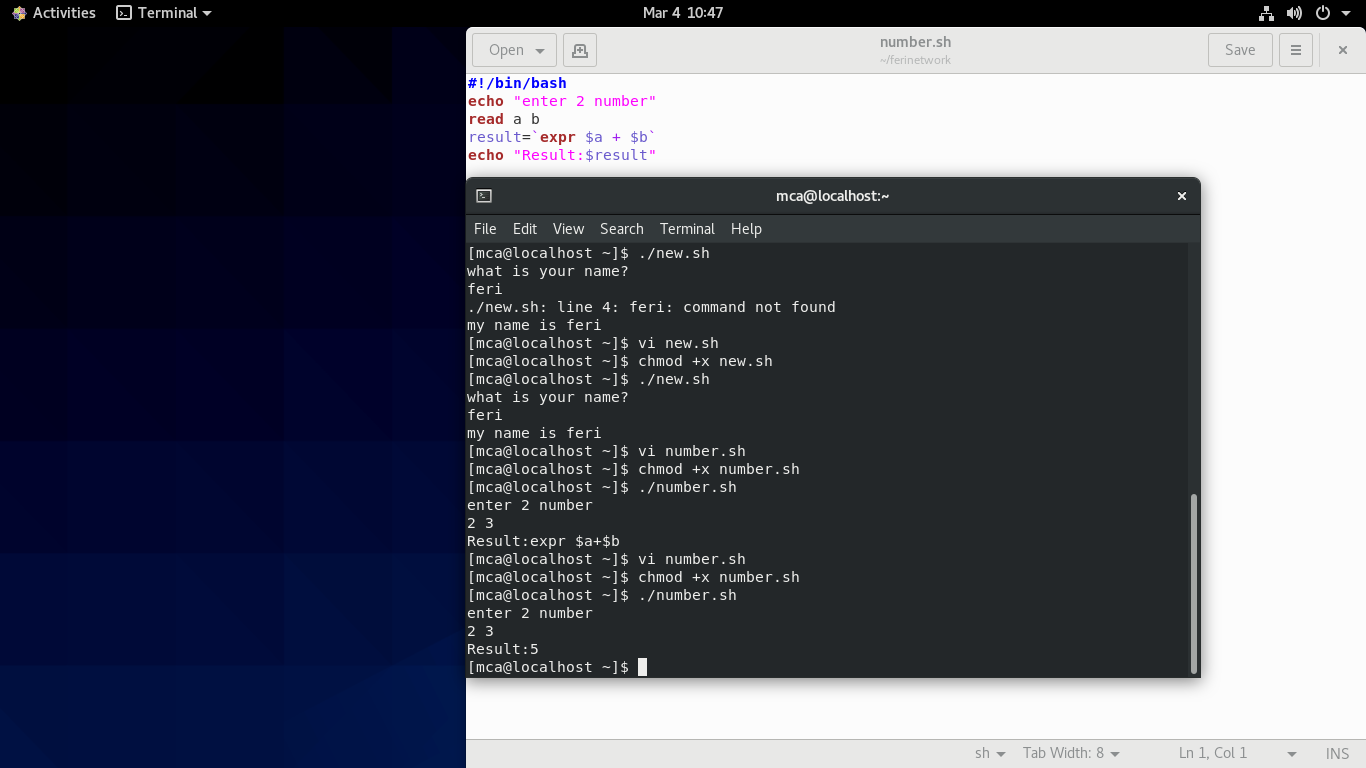 Activities Terminal Mar 4 10:47
Open number.sh Save
~/ferinetwork
#!/bin/bash
echo "enter 2 number"
read a b
result=`expr $a + $b`
echo "Result:$result"
mca@localhost:~
File Edit View Search Terminal Help
[mca@localhost ~]$ ./new.sh
what is your name?
feri
./new.sh: line 4: feri: command not found
my name is feri
[mca@localhost ~]$ vi new.sh
[mca@localhost ~]$ chmod +x new.sh
[mca@localhost ~]$ ./new.sh
what is your name?
feri
my name is feri
[mca@localhost ~]$ vi number.sh
[mca@localhost ~]$ chmod +x number.sh
[mca@localhost ~]$ ./number.sh
enter 2 number
2 3
Result:expr $a+$b
[mca@localhost ~]$ vi number.sh
[mca@localhost ~]$ chmod +x number.sh
[mca@localhost ~]$ ./number.sh
enter 2 number
2 3
Result:5
[mca@localhost ~]$
sh Tab Width: 8 Ln 1, Col 1 INS